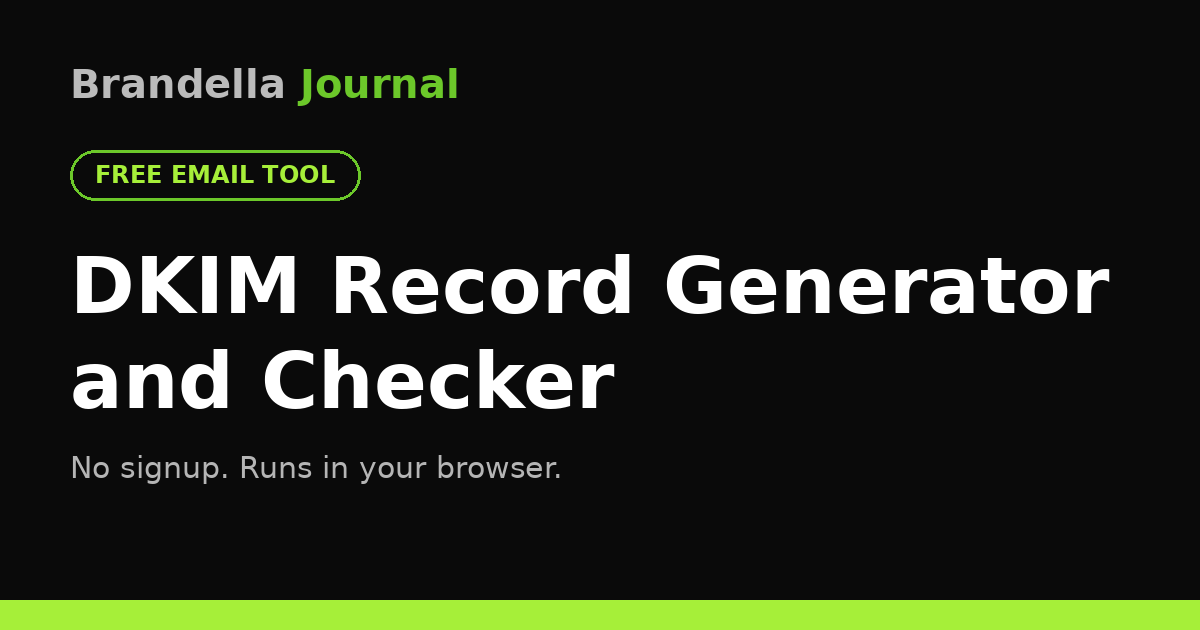 Brandella Journal
FREE EMAIL TOOL
DKIM Record Generator
and Checker
No signup. Runs in your browser.